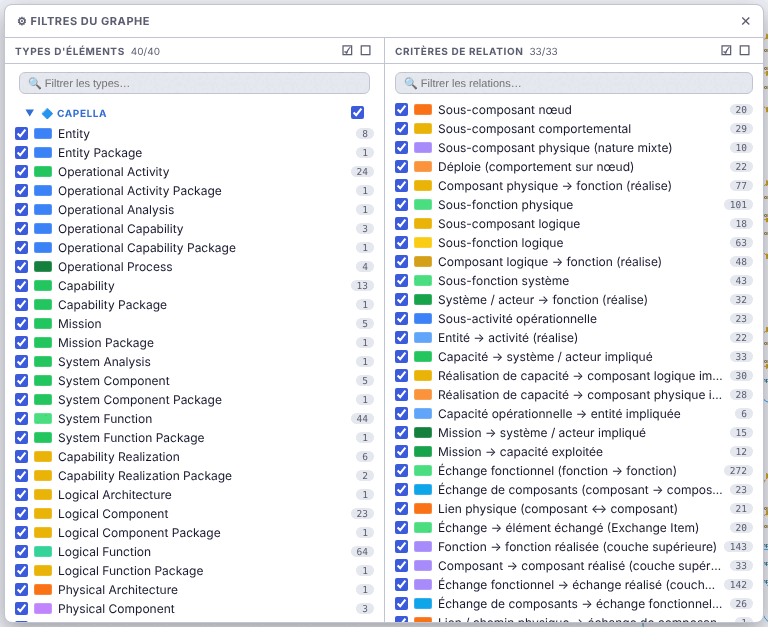 ⚙ FILTRES DU GRAPHE ✕
TYPES D'ÉLÉMENTS 40/40
🔍 Filtrer les types…
▼ 🔷 CAPELLA
Entity 8
Entity Package 1
Operational Activity 24
Operational Activity Package 1
Operational Analysis 1
Operational Capability 3
Operational Capability Package 1
Operational Process 4
Capability 13
Capability Package 1
Mission 5
Mission Package 1
System Analysis 1
System Component 5
System Component Package 1
System Function 44
System Function Package 1
Capability Realization 6
Capability Realization Package 2
Logical Architecture 1
Logical Component 23
Logical Component Package 1
Logical Function 64
Logical Function Package 1
Physical Architecture 1
Physical Component 3
CRITÈRES DE RELATION 33/33
🔍 Filtrer les relations…
Sous-composant nœud 20
Sous-composant comportemental 29
Sous-composant physique (nature mixte) 10
Déploie (comportement sur nœud) 22
Composant physique → fonction (réalise) 77
Sous-fonction physique 101
Sous-composant logique 18
Sous-fonction logique 63
Composant logique → fonction (réalise) 48
Sous-fonction système 43
Système / acteur → fonction (réalise) 32
Sous-activité opérationnelle 23
Entité → activité (réalise) 22
Capacité → système / acteur impliqué 33
Réalisation de capacité → composant logique im… 30
Réalisation de capacité → composant physique i… 28
Capacité opérationnelle → entité impliquée 6
Mission → système / acteur impliqué 15
Mission → capacité exploitée 12
Échange fonctionnel (fonction → fonction) 272
Échange de composants (composant → compos… 23
Lien physique (composant ↔ composant) 21
Échange → élément échangé (Exchange Item) 20
Fonction → fonction réalisée (couche supérieure) 143
Composant → composant réalisé (couche supér… 33
Échange fonctionnel → échange réalisé (couch… 142
Échange de composants → échange fonctionnel… 26
Lien / chemin physique → échange de composan… 1